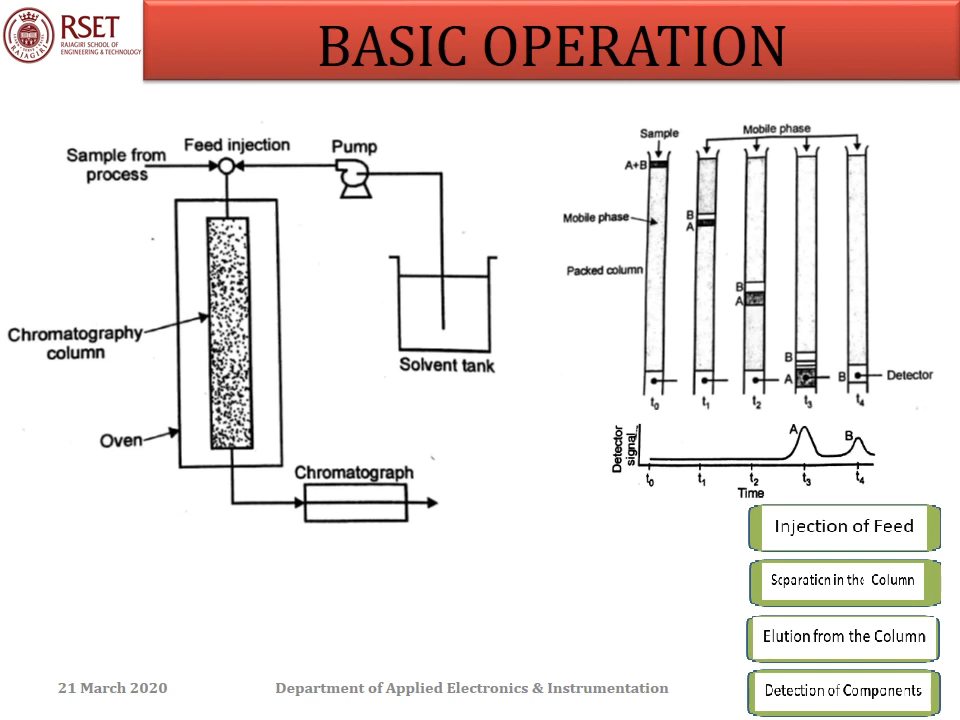 RSET
RAJAGIRI SCHOOL OF
ENGINEERING & TECHNOLOGY
RAJAGIRI
BASIC OPERATION
Sample from
process
Feed injection
Pump
Chromatography
column
Solvent tank
Oven
Chromatograph
Sample
Mobile phase
A+B
Mobile phase
Packed column
B
A
B
A
B
A
B
Detector
t0
t1
t2
t3
t4
Detector
signal
A
B
t0
t1
t2
t3
t4
Time
Injection of Feed
Separation in the Column
Elution from the Column
Detection of Components
21 March 2020
Department of Applied Electronics & Instrumentation